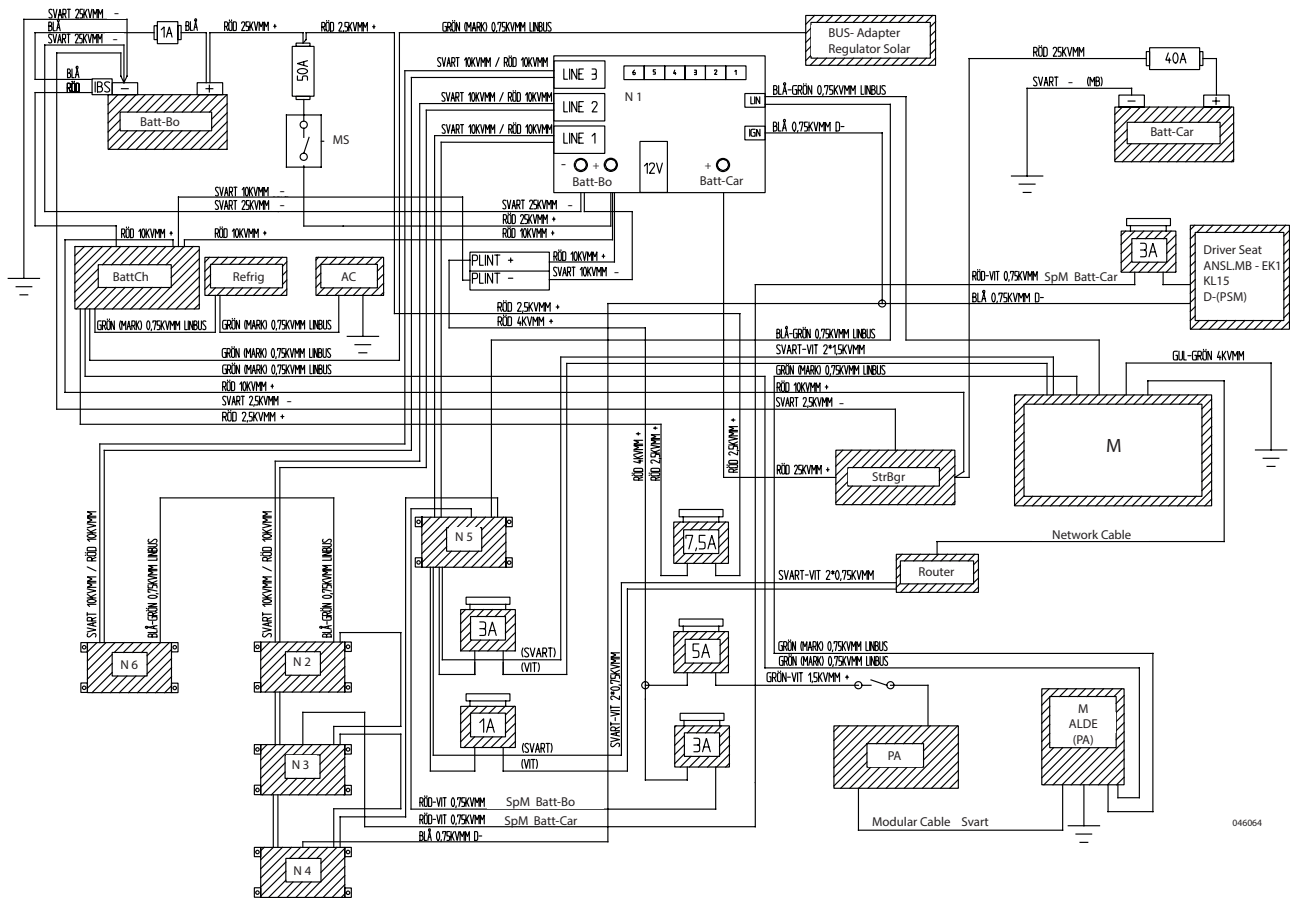 SVART 25KVMM -
BLÅ
SVART 25KVMM -
1A
BLÅ
RÖD 25KVMM +
RÖD 2,5KVMM +
GRÖN (MARK) 0,75KVMM LINBUS
BUS- Adapter
Regulator Solar
BLÅ
RÖD
IBS
-
+
Batt-Bo
50A
MS
SVART 10KVMM / RÖD 10KVMM
SVART 10KVMM / RÖD 10KVMM
SVART 10KVMM / RÖD 10KVMM
LINE 3
LINE 2
LINE 1
6 5 4 3 2 1
N 1
LIN
IGN
- +
Batt-Bo
12V
+
Batt-Car
BLÅ-GRÖN 0,75KVMM LINBUS
BLÅ 0,75KVMM D-
RÖD 25KVMM
40A
SVART - (MB)
-
+
Batt-Car
SVART 10KVMM -
SVART 25KVMM -
SVART 25KVMM -
RÖD 25KVMM +
RÖD 10KVMM +
RÖD 10KVMM +
RÖD 10KVMM +
BattCh
Refrig
AC
PLINT +
PLINT -
RÖD 10KVMM +
SVART 10KVMM -
3A
Driver Seat
ANSL.MB - EK1
KL15
D-(PSM)
RÖD-VIT 0,75KVMM SpM Batt-Car
BLÅ 0,75KVMM D-
RÖD 2,5KVMM +
RÖD 4KVMM +
GRÖN (MARK) 0,75KVMM LINBUS
GRÖN (MARK) 0,75KVMM LINBUS
GRÖN (MARK) 0,75KVMM LINBUS
GRÖN (MARK) 0,75KVMM LINBUS
RÖD 10KVMM +
SVART 2,5KVMM -
RÖD 2,5KVMM +
BLÅ-GRÖN 0,75KVMM LINBUS
SVART-VIT 2*1,5KVMM
GRÖN (MARK) 0,75KVMM LINBUS
RÖD 10KVMM +
SVART 2,5KVMM -
GUL-GRÖN 4KVMM
M
RÖD 4KVMM +
RÖD 2,5KVMM +
RÖD 2,5KVMM +
RÖD 25KVMM +
StrBgr
Network Cable
Router
SVART-VIT 2*0,75KVMM
N 5
7,5A
SVART 10KVMM / RÖD 10KVMM
BLÅ-GRÖN 0,75KVMM LINBUS
SVART 10KVMM / RÖD 10KVMM
BLÅ-GRÖN 0,75KVMM LINBUS
N 6
N 2
3A
(SVART)
(VIT)
SVART-VIT 2*0,75KVMM
5A
GRÖN-VIT 1,5KVMM +
GRÖN (MARK) 0,75KVMM LINBUS
GRÖN (MARK) 0,75KVMM LINBUS
1A
(SVART)
(VIT)
3A
N 3
PA
M
ALDE
(PA)
RÖD-VIT 0,75KVMM SpM Batt-Bo
RÖD-VIT 0,75KVMM SpM Batt-Car
BLÅ 0,75KVMM D-
Modular Cable Svart
046064
N 4